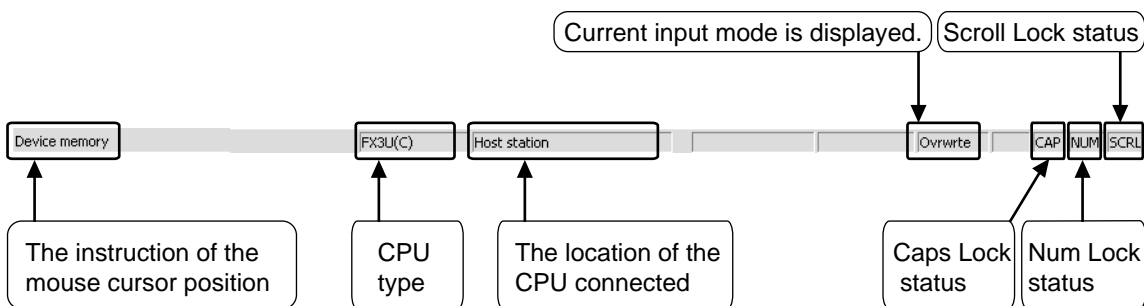 Current input mode is displayed.
Scroll Lock status
Device memory
FX3U(C)
Host station
Ovrwrte
CAP
NUM
SCRL
The instruction of the
mouse cursor position
CPU
type
The location of the
CPU connected
Caps Lock
status
Num Lock
status